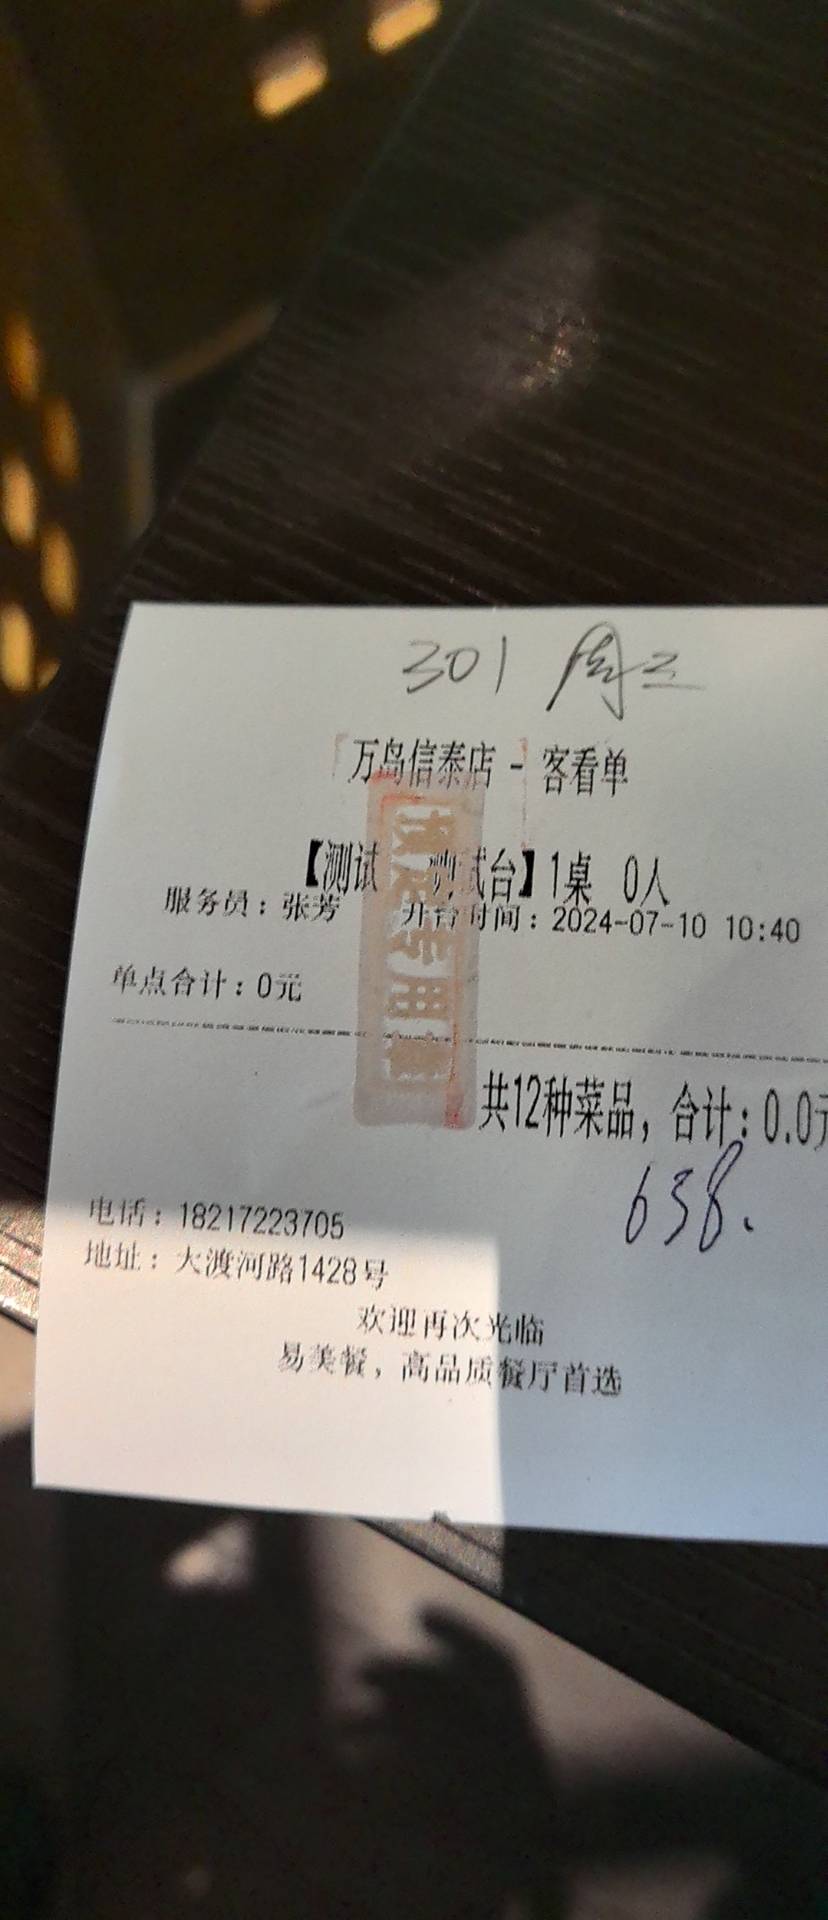 301 周三
万岛信泰店 - 客看单
【测试 测试台】1桌 0人
服务员：张芳 开台时间：2024-07-10 10:40
单点合计：0元
共12种菜品，合计：0.0元
638.
电话：18217223705
地址：大渡河路1428号
欢迎再次光临
易美餐，高品质餐厅首选
专用章